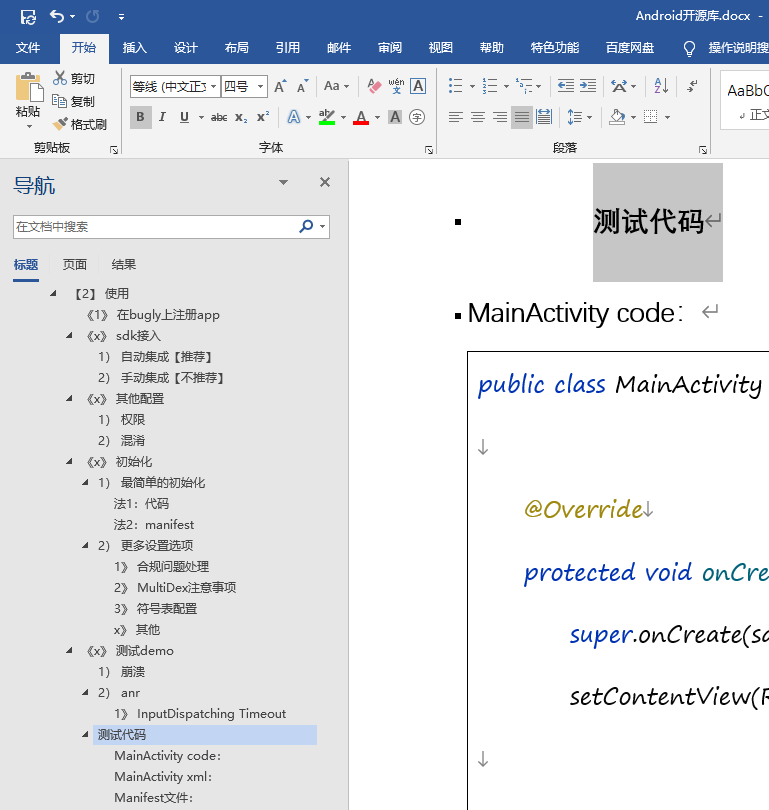 Android开源库.docx -
文件 开始 插入 设计 布局 引用 邮件 审阅 视图 帮助 特色功能 百度网盘 操作说明搜
粘贴 剪切 复制 格式刷
等线 (中文正文 四号 Aa wén 文 A
B I U abc x₂ x² A ab A A 字
AaBbC
正文
剪贴板 字体 段落
导航
在文档中搜索
标题 页面 结果
【2】 使用
《1》 在bugly上注册app
《x》 sdk接入
1） 自动集成【推荐】
2） 手动集成【不推荐】
《x》 其他配置
1） 权限
2） 混淆
《x》 初始化
1） 最简单的初始化
法1：代码
法2：manifest
2） 更多设置选项
1》 合规问题处理
2》 MultiDex注意事项
3》 符号表配置
x》 其他
《x》 测试demo
1） 崩溃
2） anr
1》 InputDispatching Timeout
测试代码
MainActivity code：
MainActivity xml：
Manifest文件：
测试代码
MainActivity code：
public class MainActivity
@Override
protected void onCre
super.onCreate(sa
setContentView(R